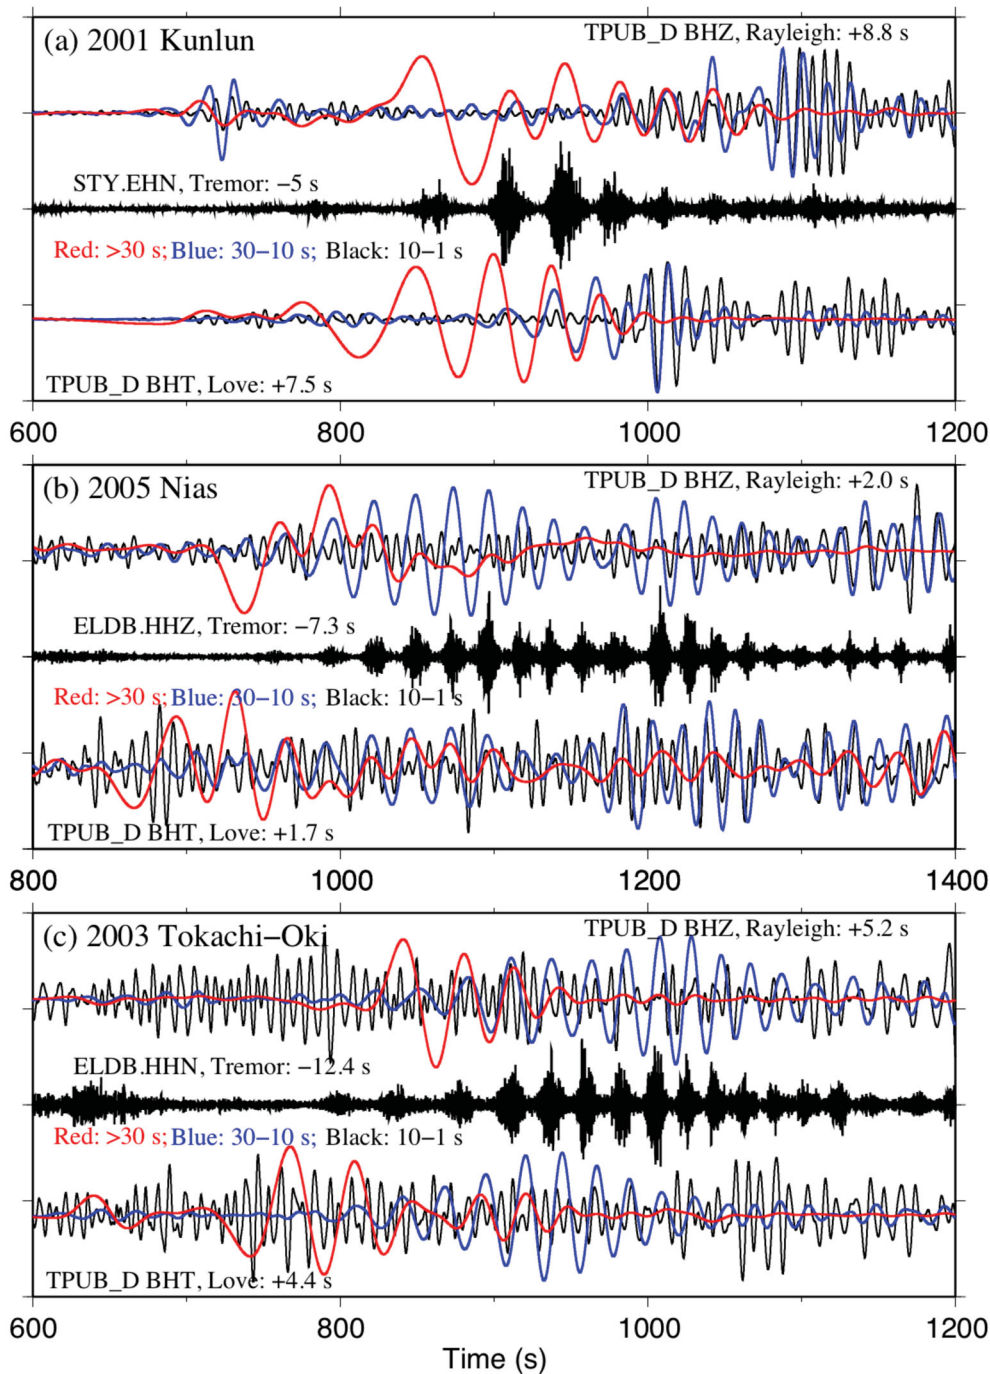 (a) 2001 Kunlun
TPUB_D BHZ, Rayleigh: +8.8 s
STY.EHN, Tremor: −5 s
Red: >30 s; Blue: 30−10 s; Black: 10−1 s
TPUB_D BHT, Love: +7.5 s
600 800 1000 1200
(b) 2005 Nias
TPUB_D BHZ, Rayleigh: +2.0 s
ELDB.HHZ, Tremor: −7.3 s
Red: >30 s; Blue: 30−10 s; Black: 10−1 s
TPUB_D BHT, Love: +1.7 s
800 1000 1200 1400
(c) 2003 Tokachi−Oki
TPUB_D BHZ, Rayleigh: +5.2 s
ELDB.HHN, Tremor: −12.4 s
Red: >30 s; Blue: 30−10 s; Black: 10−1 s
TPUB_D BHT, Love: +4.4 s
600 800 1000 1200
Time (s)